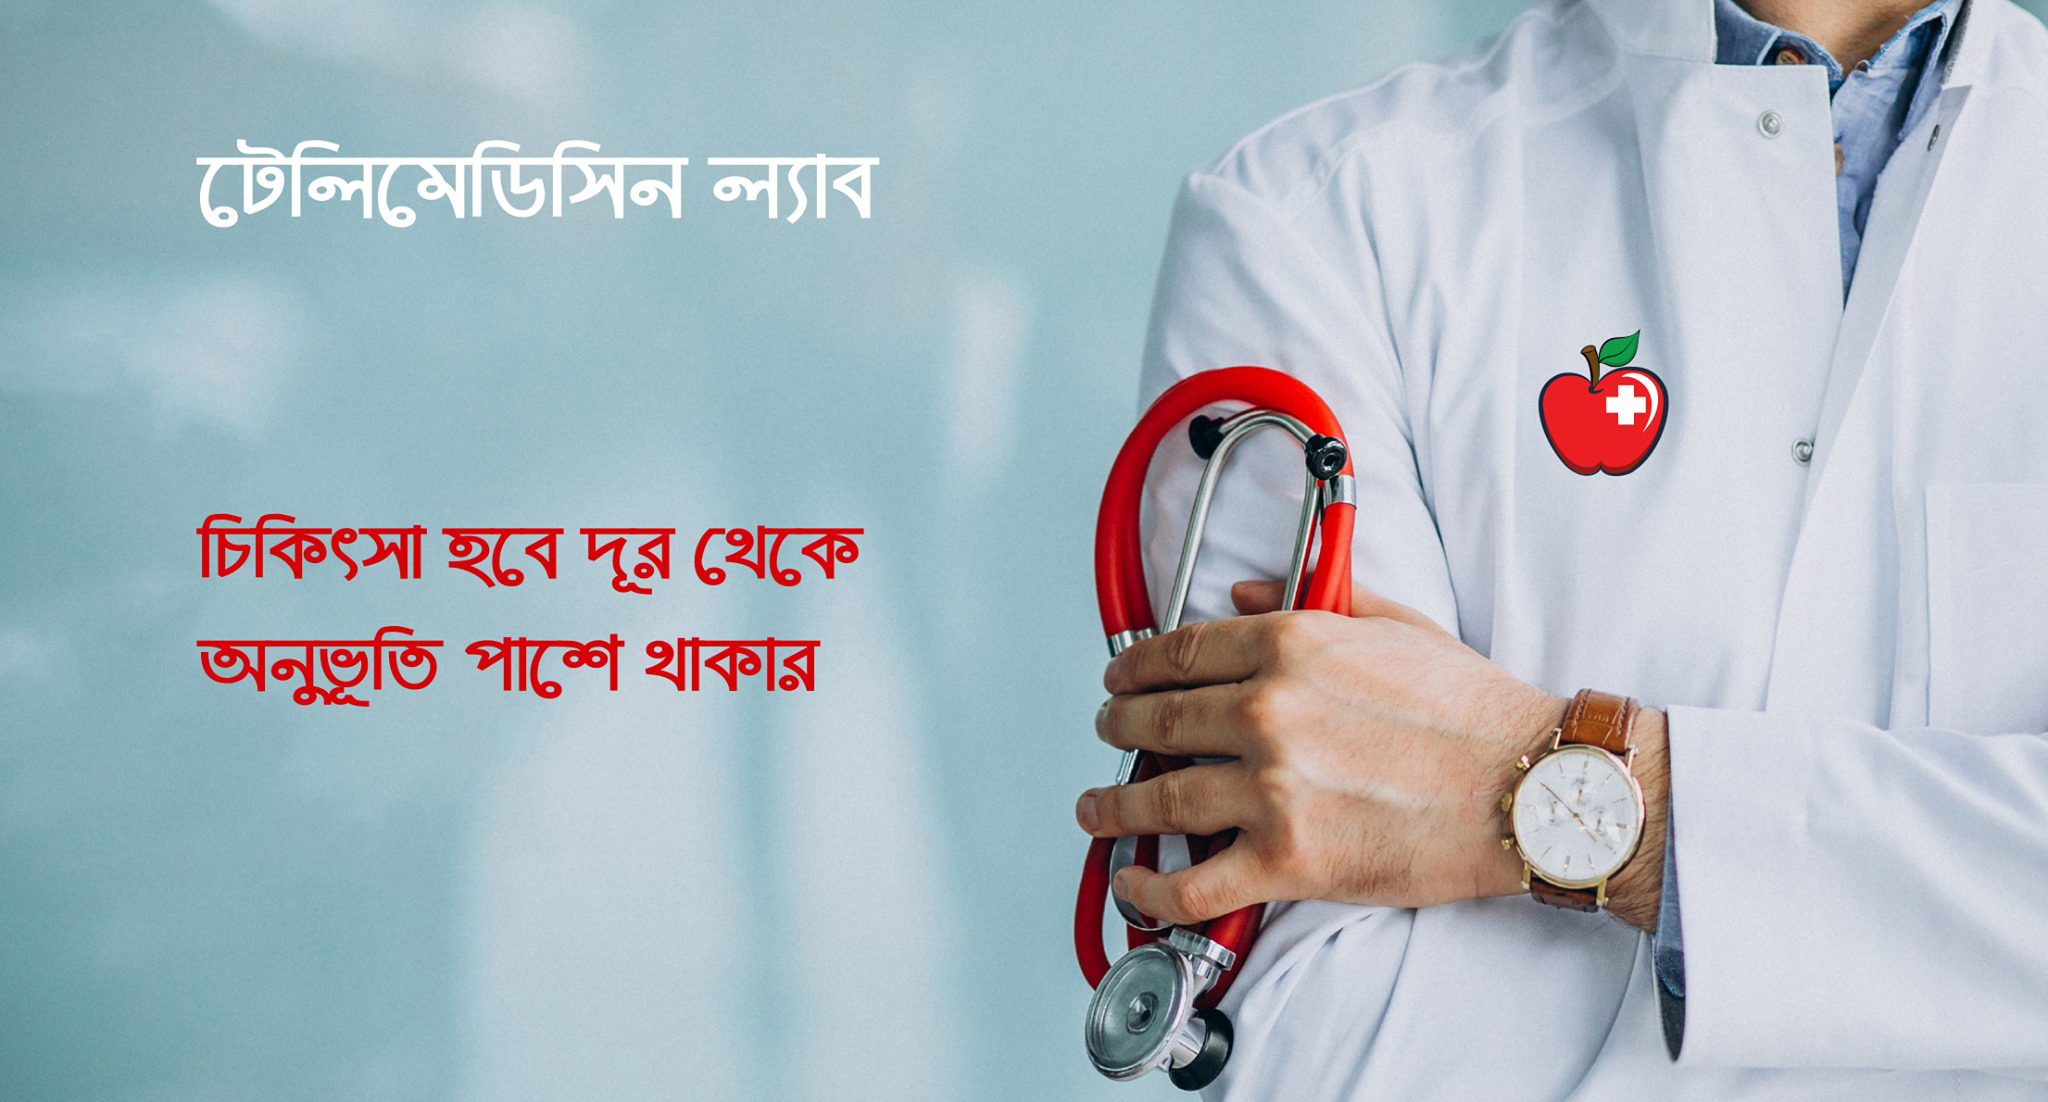 টেলিমেডিসিন ল্যাব
চিকিৎসা হবে দূর থেকে
অনুভূতি পাশে থাকার